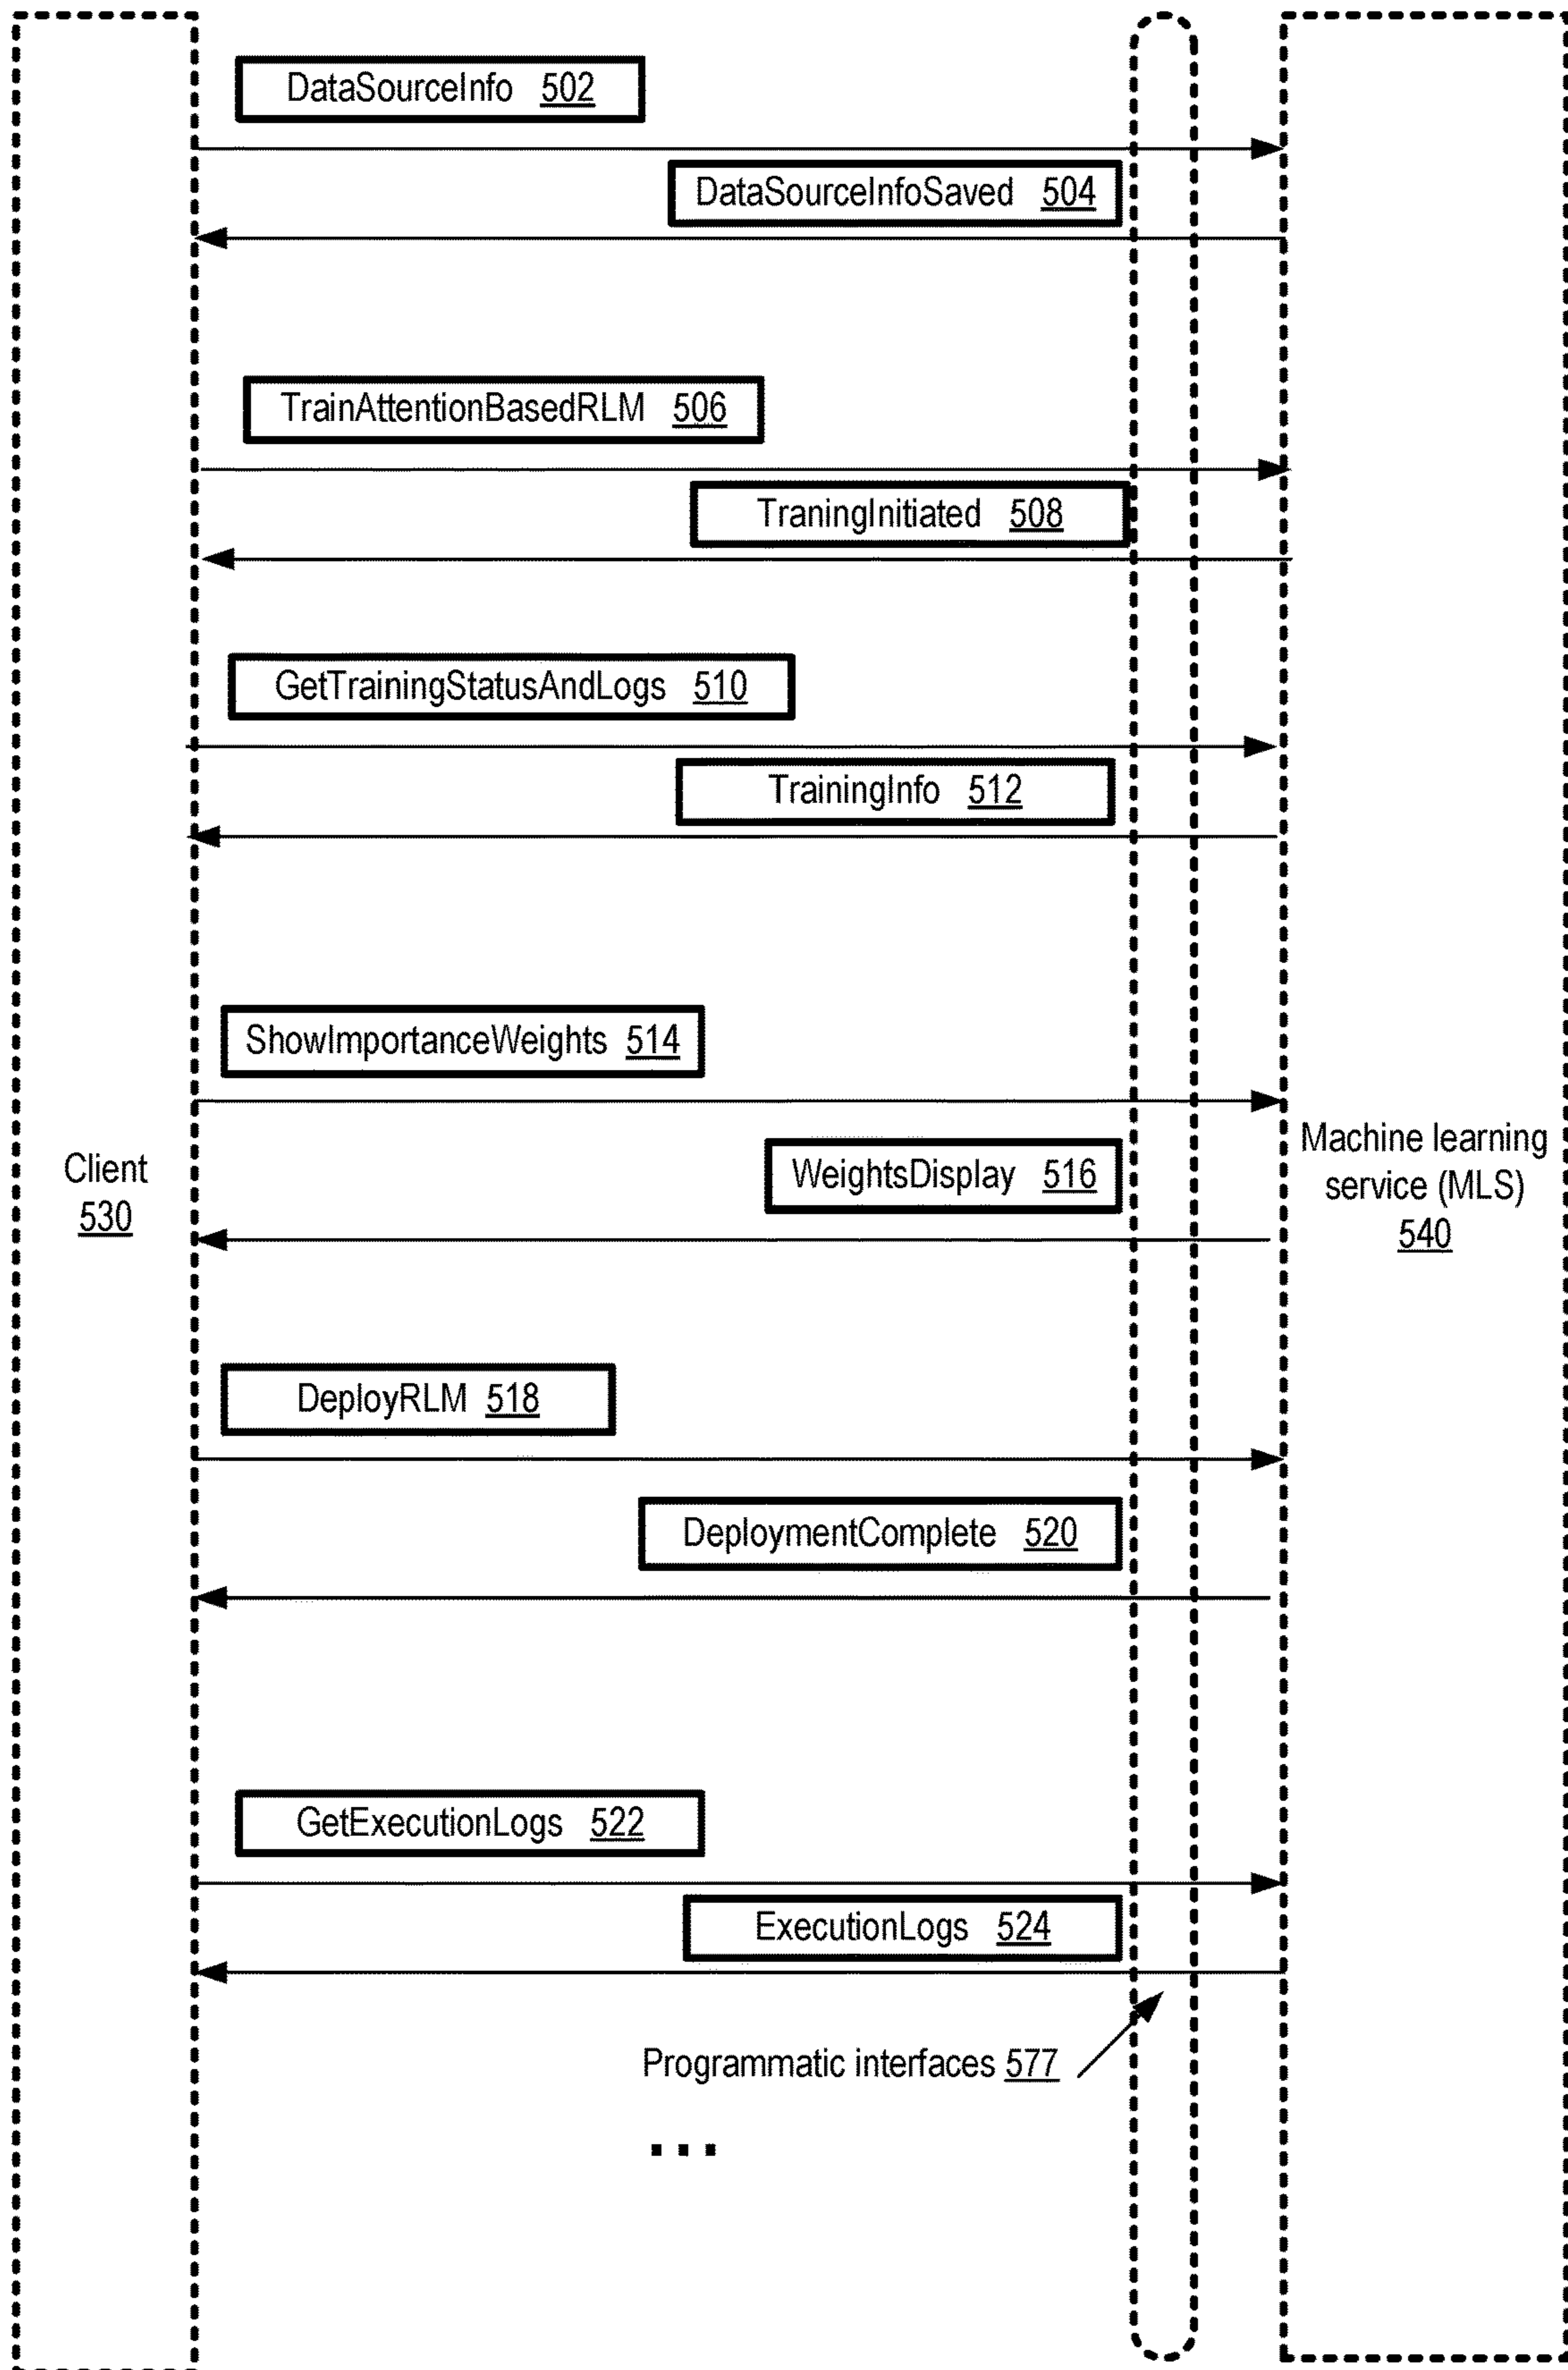 DataSourceInfo 502
DataSourceInfoSaved 504
TrainAttentionBasedRLM 506
TraningInitiated 508
GetTrainingStatusAndLogs 510
TrainingInfo 512
ShowImportanceWeights 514
Client
530
WeightsDisplay 516
Machine learning
service (MLS)
540
DeployRLM 518
DeploymentComplete 520
GetExecutionLogs 522
ExecutionLogs 524
Programmatic interfaces 577
...